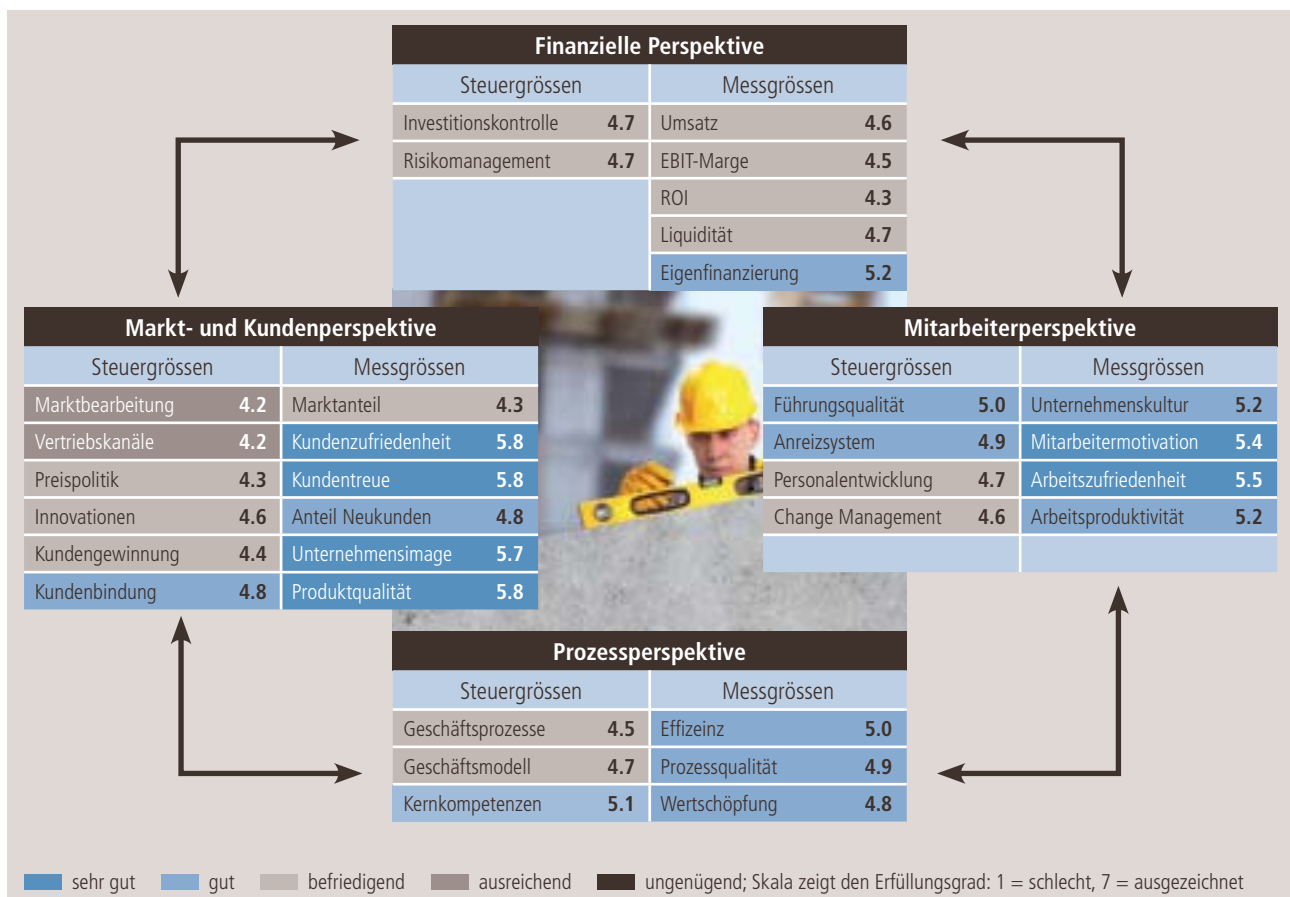 Finanzielle Perspektive
Steuergrössen Messgrössen
Investitionskontrolle 4.7 Umsatz 4.6
Risikomanagement 4.7 EBIT-Marge 4.5
ROI 4.3
Liquidität 4.7
Eigenfinanzierung 5.2
Markt- und Kundenperspektive
Steuergrössen Messgrössen
Marktbearbeitung 4.2 Marktanteil 4.3
Vertriebskanäle 4.2 Kundenzufriedenheit 5.8
Preispolitik 4.3 Kundentreue 5.8
Innovationen 4.6 Anteil Neukunden 4.8
Kundengewinnung 4.4 Unternehmensimage 5.7
Kundenbindung 4.8 Produktqualität 5.8
Mitarbeiterperspektive
Steuergrössen Messgrössen
Führungsqualität 5.0 Unternehmenskultur 5.2
Anreizsystem 4.9 Mitarbeitermotivation 5.4
Personalentwicklung 4.7 Arbeitszufriedenheit 5.5
Change Management 4.6 Arbeitsproduktivität 5.2
Prozessperspektive
Steuergrössen Messgrössen
Geschäftsprozesse 4.5 Effizeinz 5.0
Geschäftsmodell 4.7 Prozessqualität 4.9
Kernkompetenzen 5.1 Wertschöpfung 4.8
sehr gut gut befriedigend ausreichend ungenügend; Skala zeigt den Erfüllungsgrad: 1 = schlecht, 7 = ausgezeichnet